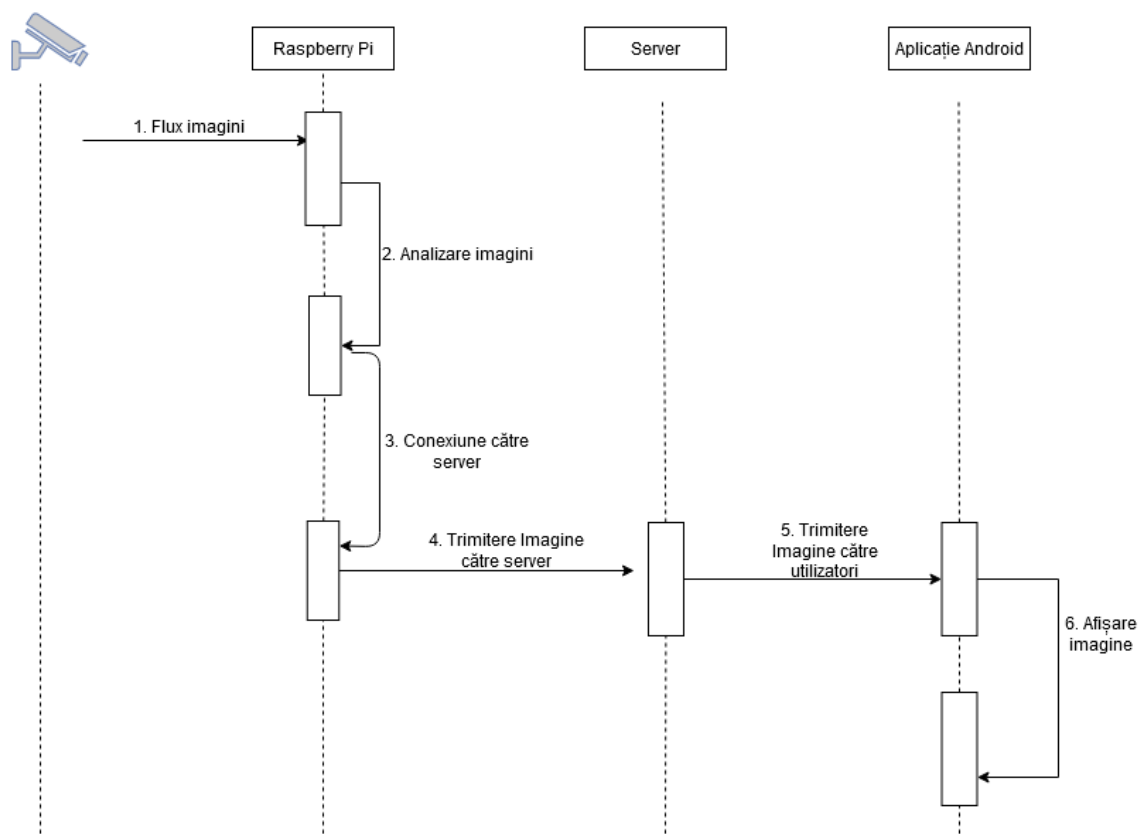 Raspberry Pi
Server
Aplicație Android
1. Flux imagini
2. Analizare imagini
3. Conexiune către
server
4. Trimitere Imagine
către server
5. Trimitere
Imagine către
utilizatori
6. Afișare
imagine